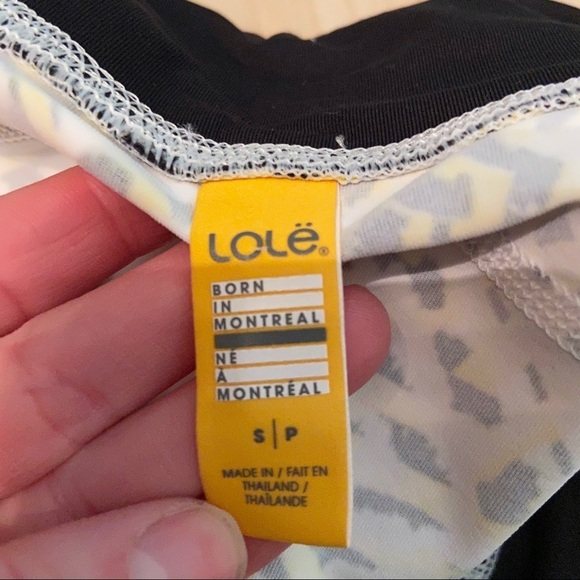 Lolë®
BORN
IN
MONTREAL
NÉ
À
MONTRÉAL
S | P
MADE IN / FAIT EN
THAILAND /
THAÏLANDE